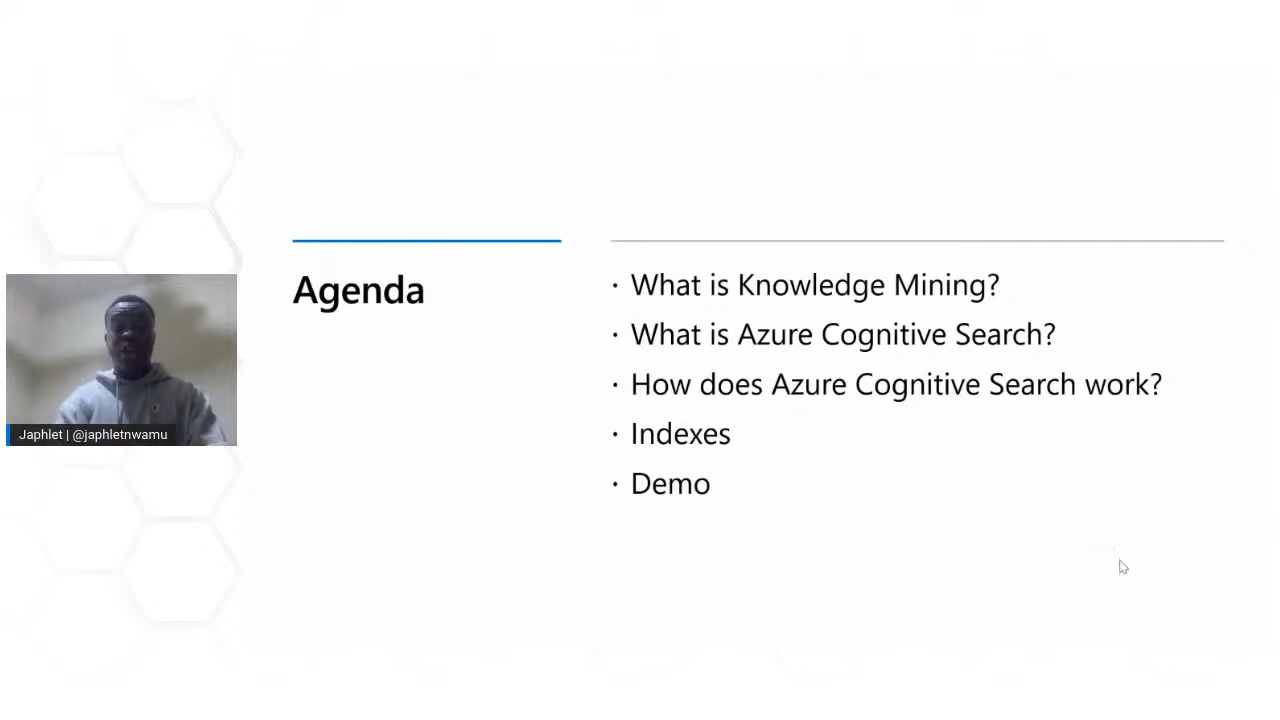 Agenda
· What is Knowledge Mining?
· What is Azure Cognitive Search?
· How does Azure Cognitive Search work?
· Indexes
· Demo
Japhlet | @japhletnwamu